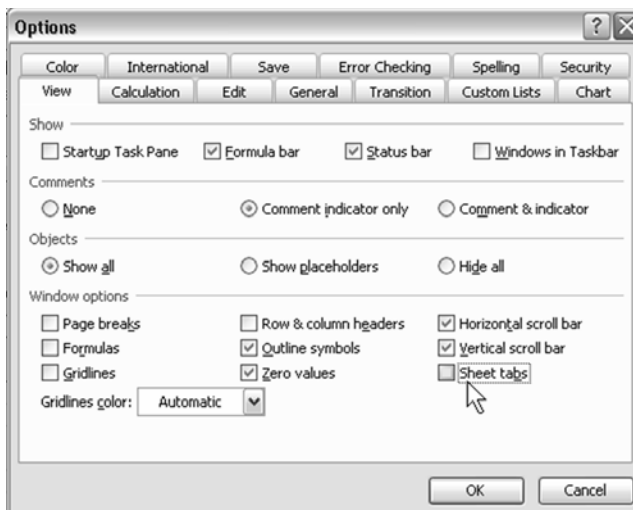 Options
Color International Save Error Checking Spelling Security
View Calculation Edit General Transition Custom Lists Chart
Show
Startup Task Pane Formula bar Status bar Windows in Taskbar
Comments
None Comment indicator only Comment & indicator
Objects
Show all Show placeholders Hide all
Window options
Page breaks Row & column headers Horizontal scroll bar
Formulas Outline symbols Vertical scroll bar
Gridlines Zero values Sheet tabs
Gridlines color: Automatic
OK Cancel